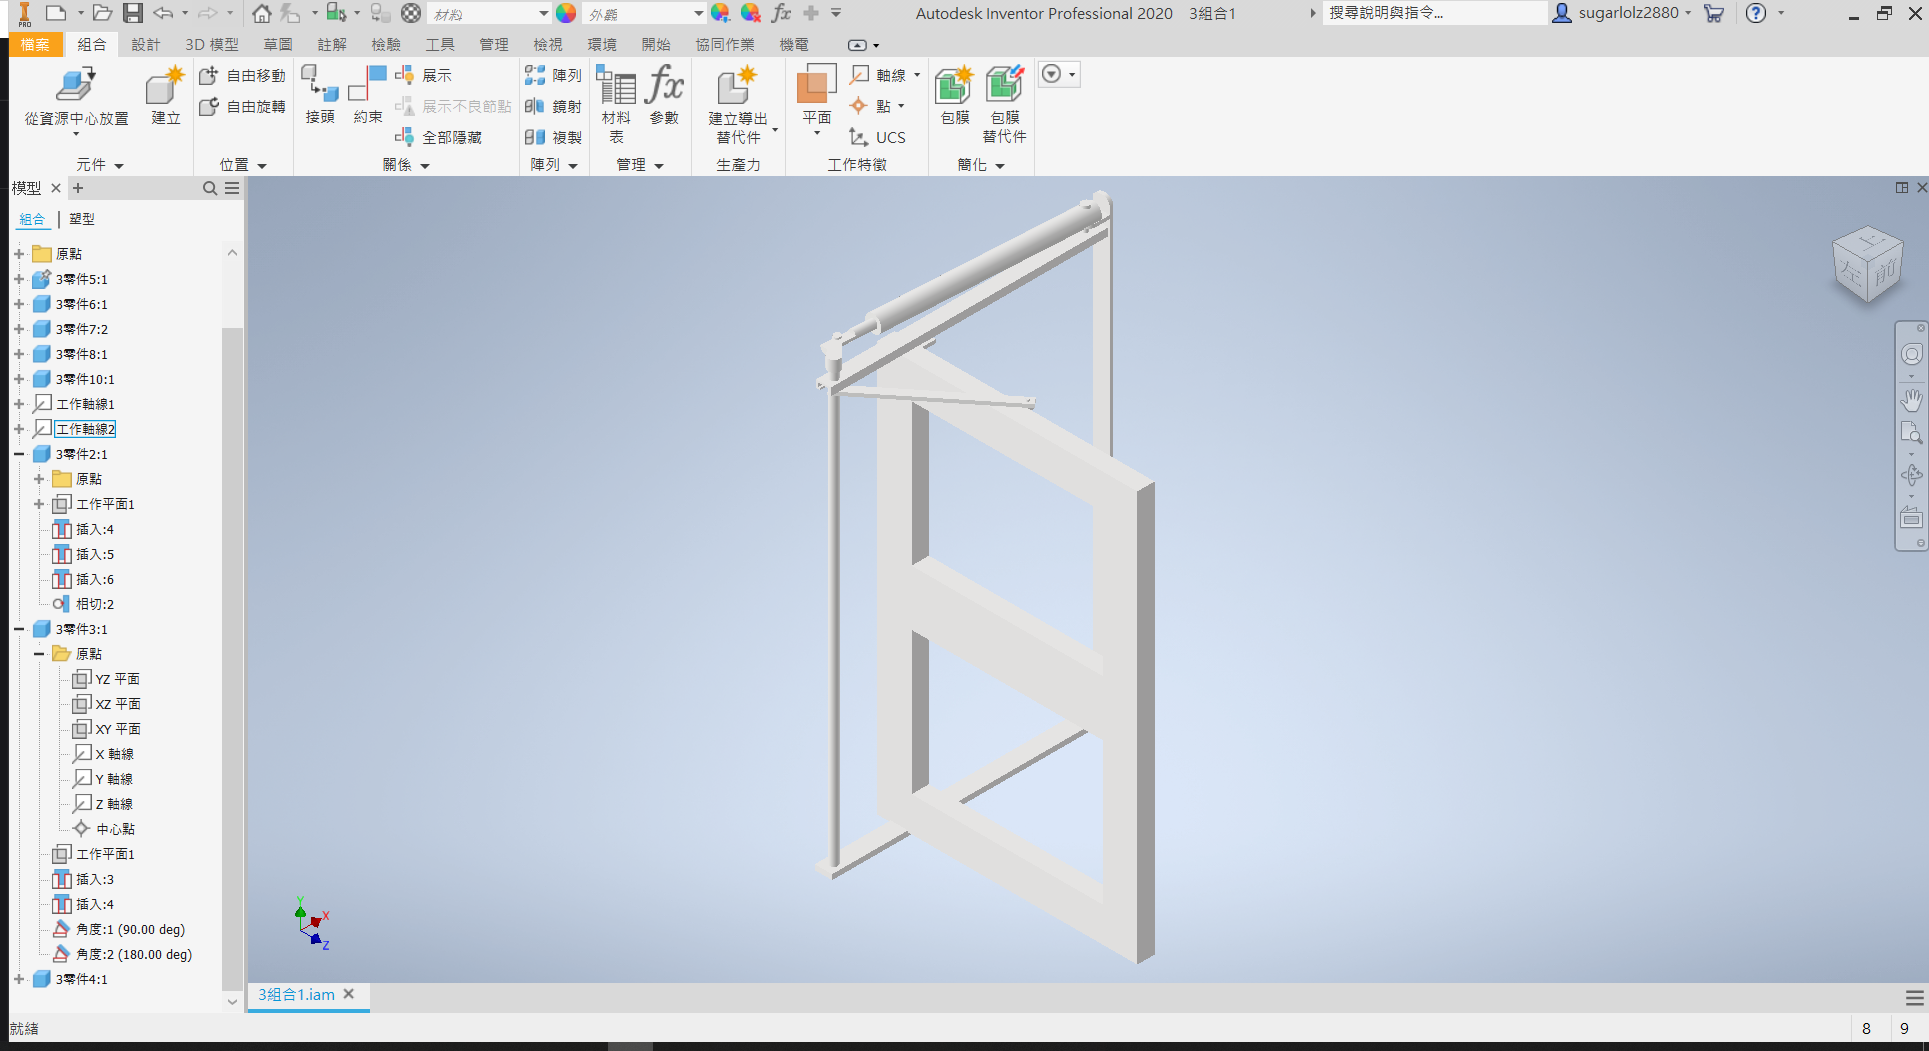 PRO
材料
外觀
fx
Autodesk Inventor Professional 2020 3組合1
搜尋說明與指令...
sugarlolz2880
檔案 組合 設計 3D 模型 草圖 註解 檢驗 工具 管理 檢視 環境 開始 協同作業 機電
從資源中心放置
建立
自由移動
自由旋轉
接頭
約束
展示
展示不良節點
全部隱藏
陣列
鏡射
複製
材料表
fx
參數
建立導出替代件
平面
軸線
點
UCS
包膜
包膜替代件
元件 位置 關係 陣列 管理 生產力 工作特徵 簡化
模型
組合 | 塑型
原點
3零件5:1
3零件6:1
3零件7:2
3零件8:1
3零件10:1
工作軸線1
工作軸線2
3零件2:1
原點
工作平面1
插入:4
插入:5
插入:6
相切:2
3零件3:1
原點
YZ 平面
XZ 平面
XY 平面
X 軸線
Y 軸線
Z 軸線
中心點
工作平面1
插入:3
插入:4
角度:1 (90.00 deg)
角度:2 (180.00 deg)
3零件4:1
上
左
前
Y
X
Z
3組合1.iam
就緒
8 9